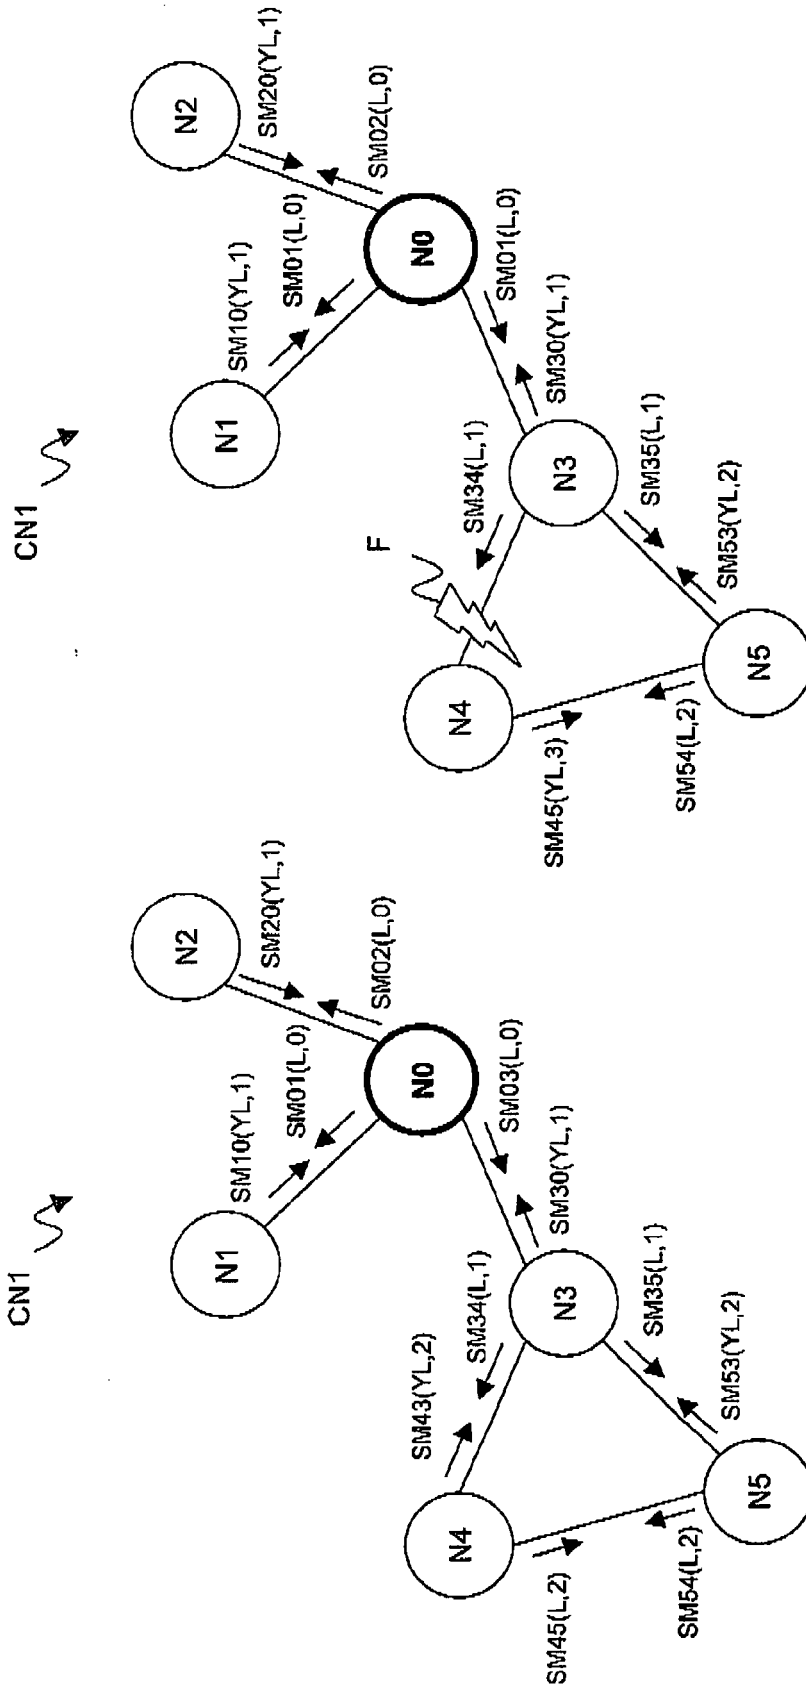 CN1
N1
N2
SM10(YL,1)
SM01(L,0)
SM20(YL,1)
SM02(L,0)
N0
SM03(L,0)
SM30(YL,1)
SM43(YL,2)
SM34(L,1)
N4
N3
SM45(L,2)
SM54(L,2)
SM35(L,1)
SM53(YL,2)
N5
CN1
N1
N2
SM10(YL,1)
SM01(L,0)
SM20(YL,1)
SM02(L,0)
N0
SM01(L,0)
SM30(YL,1)
F
SM34(L,1)
N4
N3
SM45(YL,3)
SM54(L,2)
SM35(L,1)
SM53(YL,2)
N5